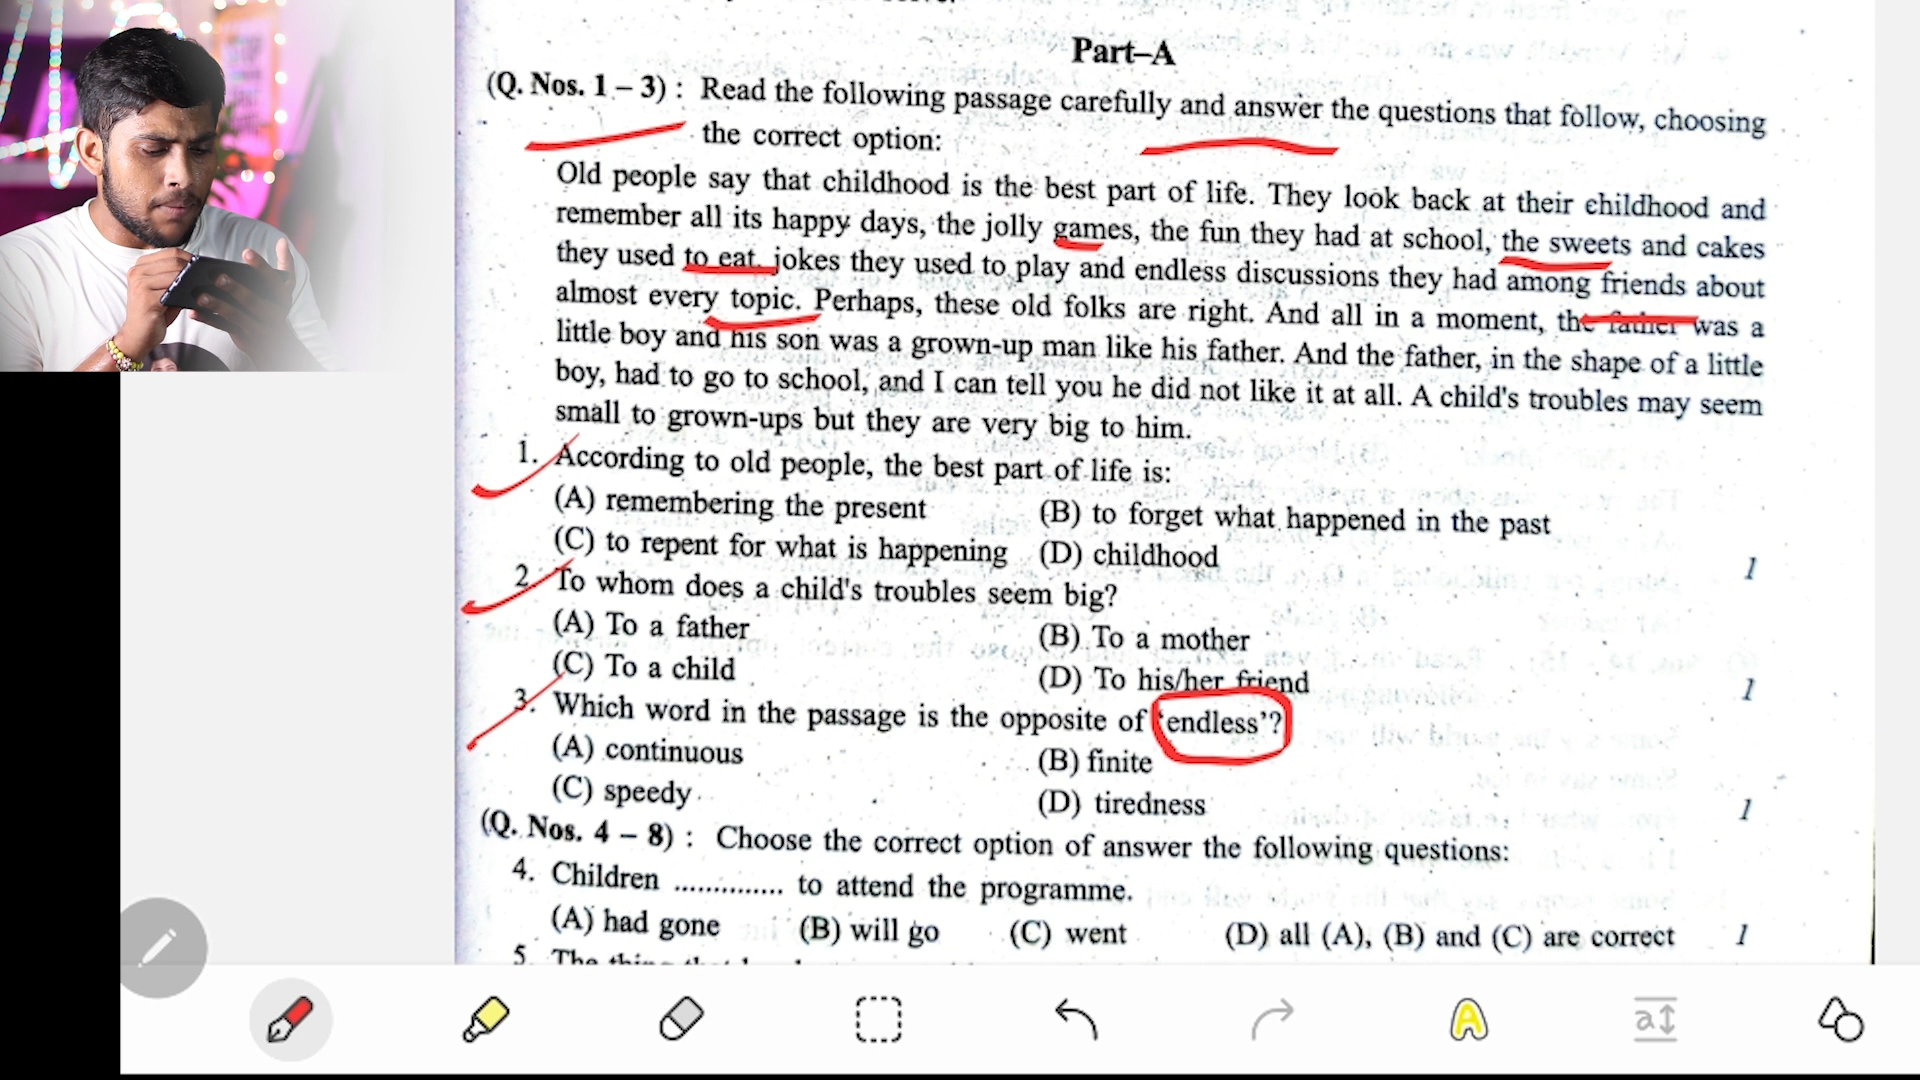 Part–A
(Q. Nos. 1 – 3) : Read the following passage carefully and answer the questions that follow, choosing
the correct option:
Old people say that childhood is the best part of life. They look back at their childhood and
remember all its happy days, the jolly games, the fun they had at school, the sweets and cakes
they used to eat, jokes they used to play and endless discussions they had among friends about
almost every topic. Perhaps, these old folks are right. And all in a moment, the father was a
little boy and his son was a grown-up man like his father. And the father, in the shape of a little
boy, had to go to school, and I can tell you he did not like it at all. A child's troubles may seem
small to grown-ups but they are very big to him.
1. According to old people, the best part of life is:
(A) remembering the present (B) to forget what happened in the past
(C) to repent for what is happening (D) childhood 1
2. To whom does a child's troubles seem big?
(A) To a father (B) To a mother
(C) To a child (D) To his/her friend 1
3. Which word in the passage is the opposite of 'endless'?
(A) continuous (B) finite
(C) speedy (D) tiredness 1
(Q. Nos. 4 – 8) : Choose the correct option of answer the following questions:
4. Children .............. to attend the programme.
(A) had gone (B) will go (C) went (D) all (A), (B) and (C) are correct 1
5. The